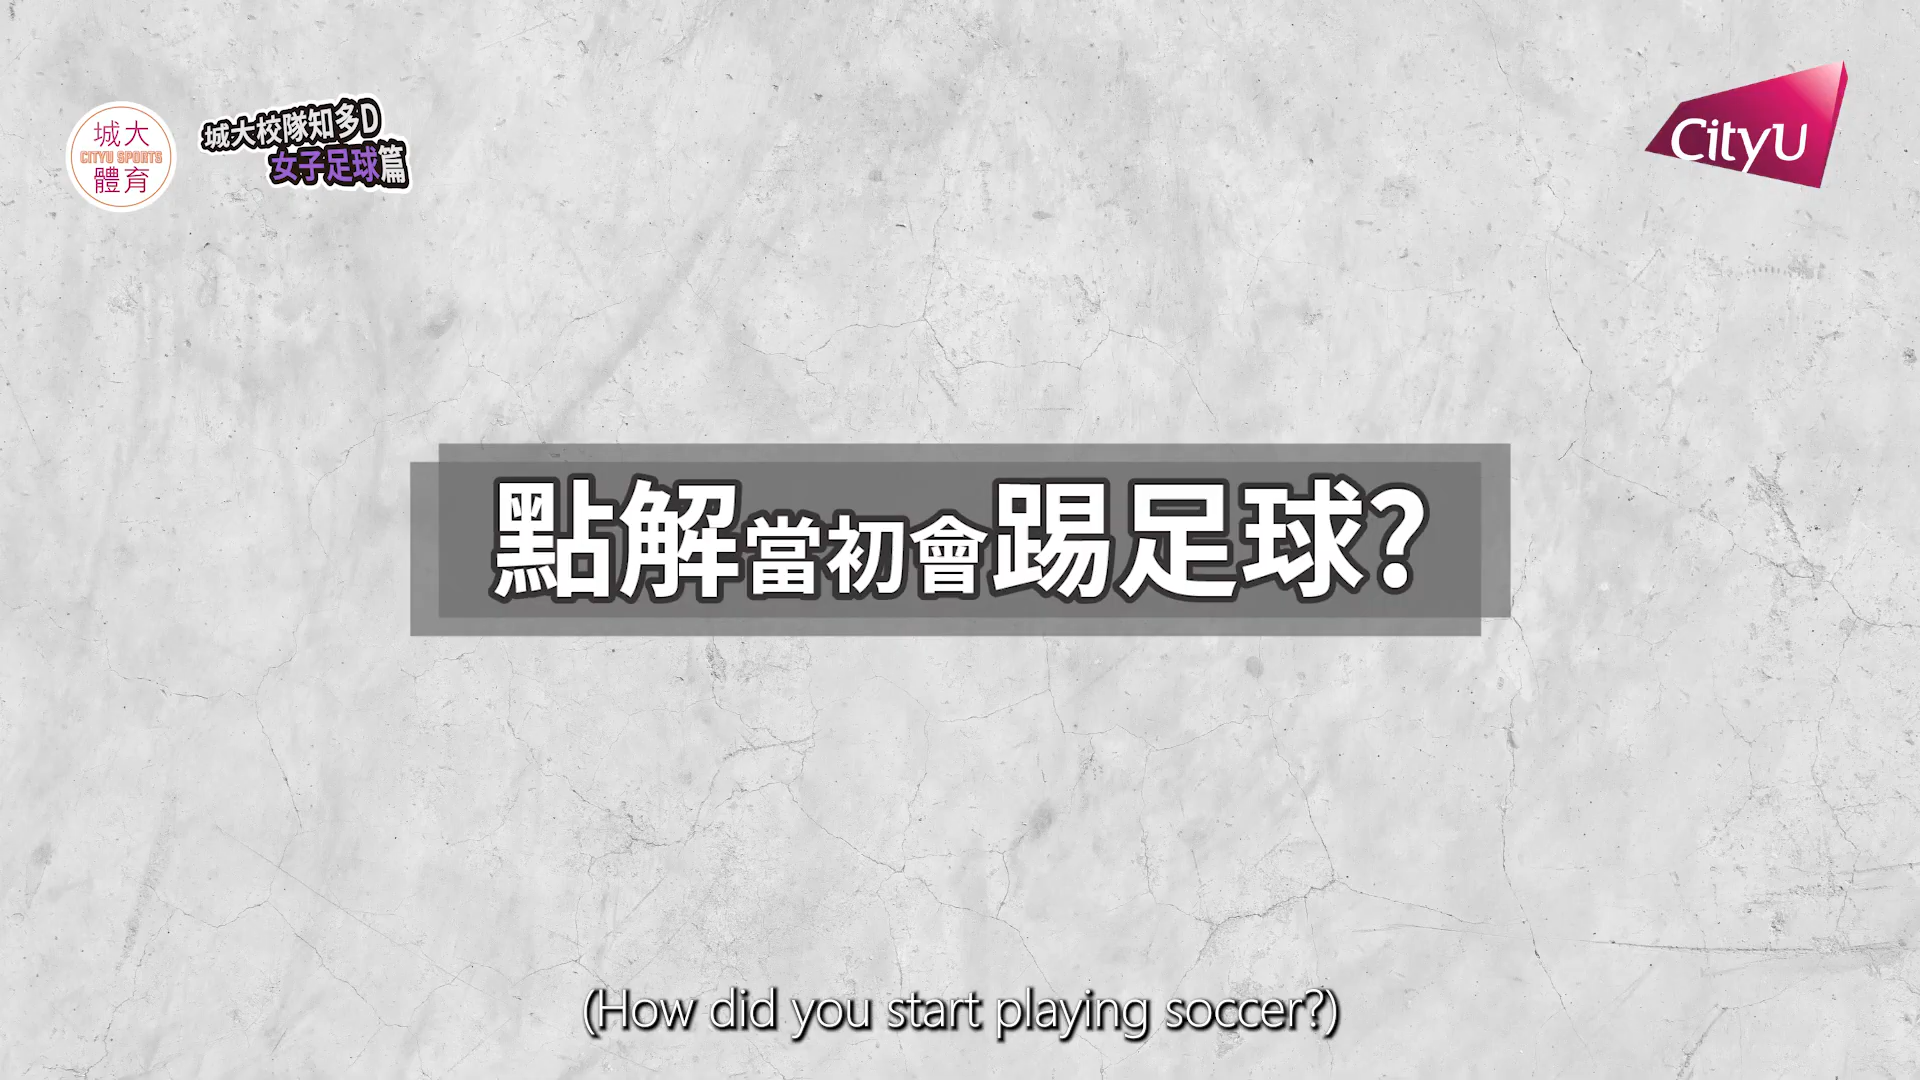 城大
CITYU SPORTS
體育
城大校隊知多D
女子足球篇
CityU
點解當初會踢足球?
(How did you start playing soccer?)